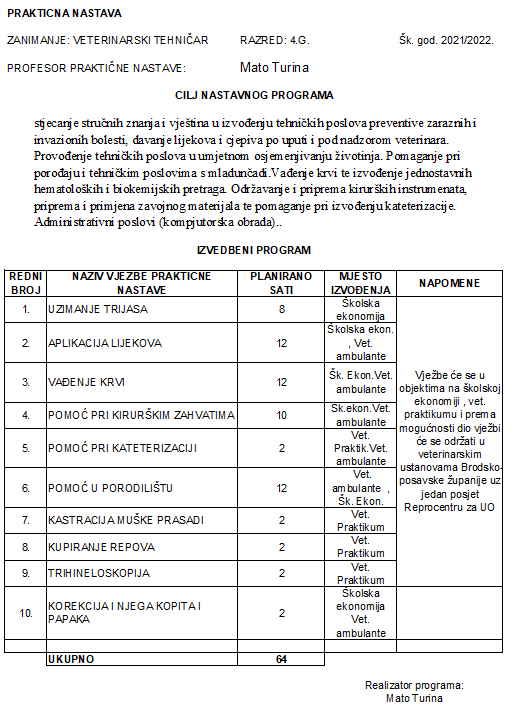 PRAKTICNA NASTAVA
ZANIMANJE: VETERINARSKI TEHNIČAR RAZRED: 4.G. Šk. god. 2021/2022.
PROFESOR PRAKTIČNE NASTAVE: Mato Turina
CILJ NASTAVNOG PROGRAMA
stjecanje stručnih znanja i vještina u izvođenju tehničkih poslova preventive zaraznih i
invazionih bolesti, davanje lijekova i cjepiva po uputi i pod nadzorom veterinara.
Provođenje tehničkih poslova u umjetnom osjemenjivanju životinja. Pomaganje pri
porođaju i tehničkim poslovima s mladunčadi.Vađenje krvi te izvođenje jednostavnih
hematoloških i biokemijskih pretraga. Održavanje i priprema kirurških instrumenata,
priprema i primjena zavojnog materijala te pomaganje pri izvođenju kateterizacije.
Administrativni poslovi (kompjutorska obrada)..
IZVEDBENI PROGRAM
REDNI BROJ NAZIV VJEZBE PRAKTICNE NASTAVE PLANIRANO SATI MJESTO IZVOĐENJA NAPOMENE
1. UZIMANJE TRIJASA 8 Školska ekonomija
2. APLIKACIJA LIJEKOVA 12 Školska ekon. , Vet. ambulante
3. VAĐENJE KRVI 12 Šk. Ekon.Vet. ambulante
4. POMOĆ PRI KIRURŠKIM ZAHVATIMA 10 Sk.ekon.Vet. ambulante
5. POMOĆ PRI KATETERIZACIJI 2 Vet. Praktik.Vet. ambulante
6. POMOĆ U PORODILIŠTU 12 Vet. ambulante , Šk. Ekon.
7. KASTRACIJA MUŠKE PRASADI 2 Vet. Praktikum
8. KUPIRANJE REPOVA 2 Vet. Praktikum
9. TRIHINELOSKOPIJA 2 Vet. Praktikum
Vježbe će se u
objektima na školskoj
ekonomiji , vet.
praktikumu i prema
mogućnosti dio vježbi
će se održati u
veterinarskim
ustanovama Brodsko-
posavske županije uz
jedan posjet
Reprocentru za UO
10. KOREKCIJA I NJEGA KOPITA I PAPAKA 2 Školska ekonomija Vet. ambulante
UKUPNO 64
Realizator programa:
Mato Turina